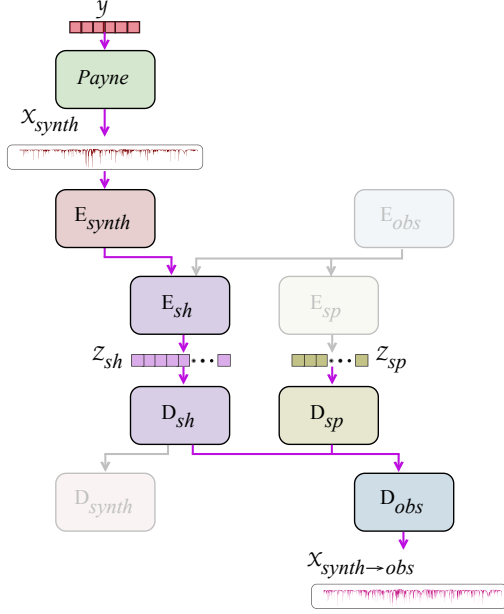 y
Payne
x_synth
E_synth
E_obs
E_sh
E_sp
z_sh
z_sp
D_sh
D_sp
D_synth
D_obs
x_synth→obs